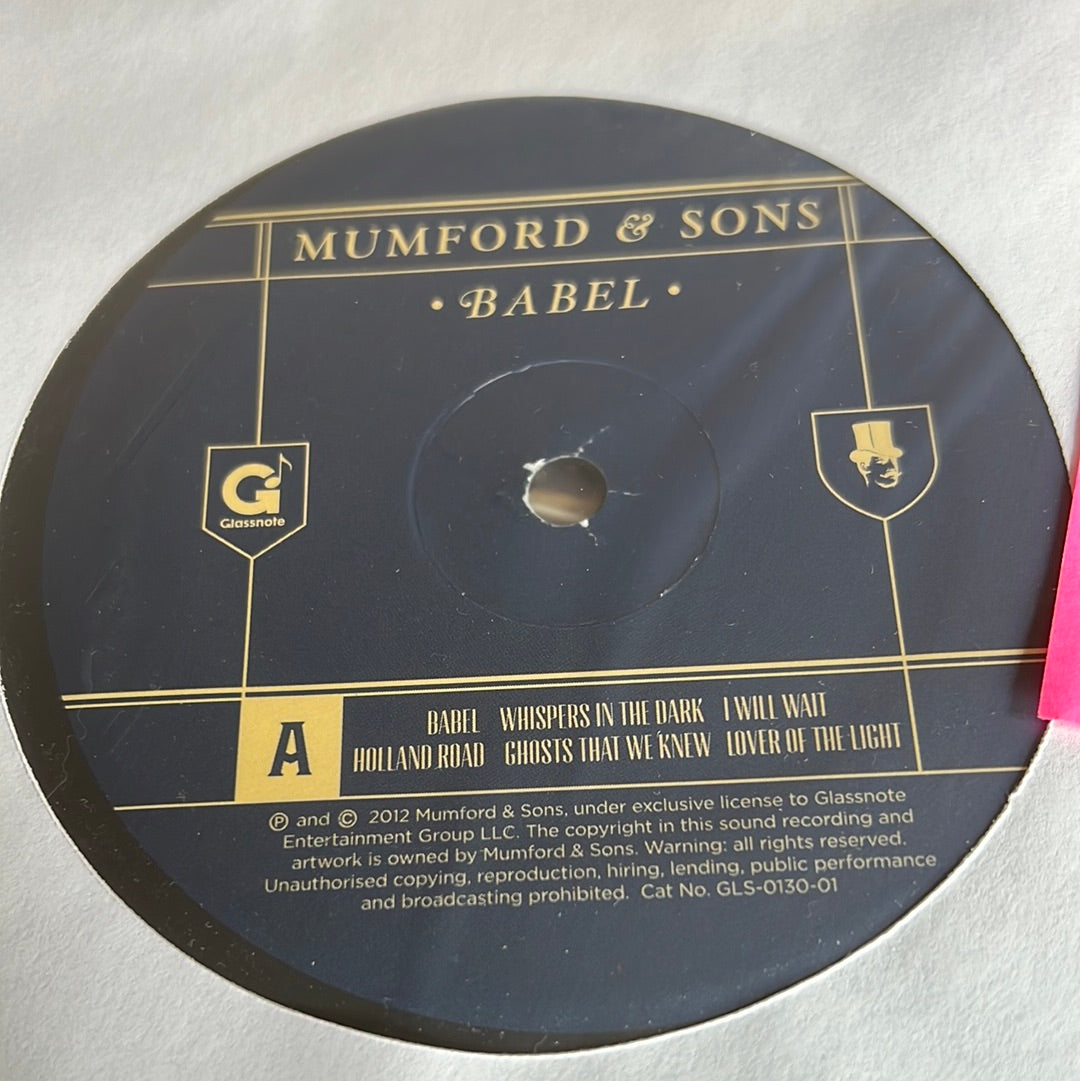 MUMFORD & SONS
• BABEL •
G
Glassnote
A
BABEL WHISPERS IN THE DARK I WILL WAIT
HOLLAND ROAD GHOSTS THAT WE KNEW LOVER OF THE LIGHT
℗ and © 2012 Mumford & Sons, under exclusive license to Glassnote
Entertainment Group LLC. The copyright in this sound recording and
artwork is owned by Mumford & Sons. Warning: all rights reserved.
Unauthorised copying, reproduction, hiring, lending, public performance
and broadcasting prohibited. Cat No. GLS-0130-01